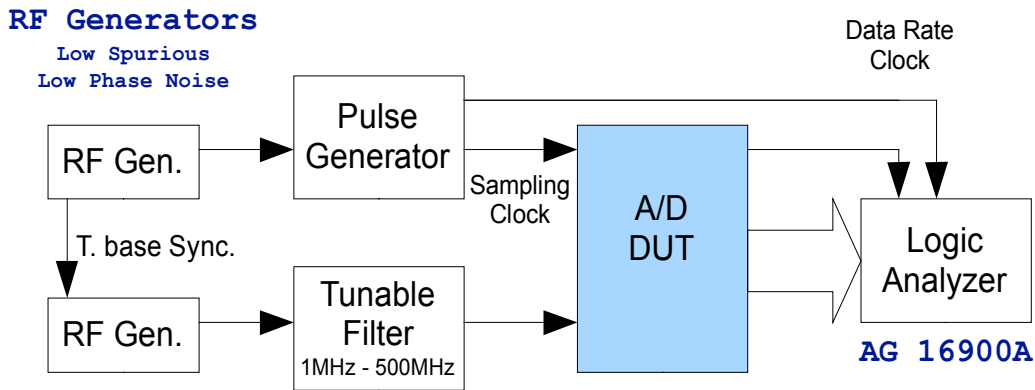 RF Generators
Low Spurious
Low Phase Noise
Data Rate
Clock
RF Gen.
Pulse
Generator
Sampling
Clock
A/D
DUT
Logic
Analyzer
T. base Sync.
RF Gen.
Tunable
Filter
1MHz - 500MHz
AG 16900A